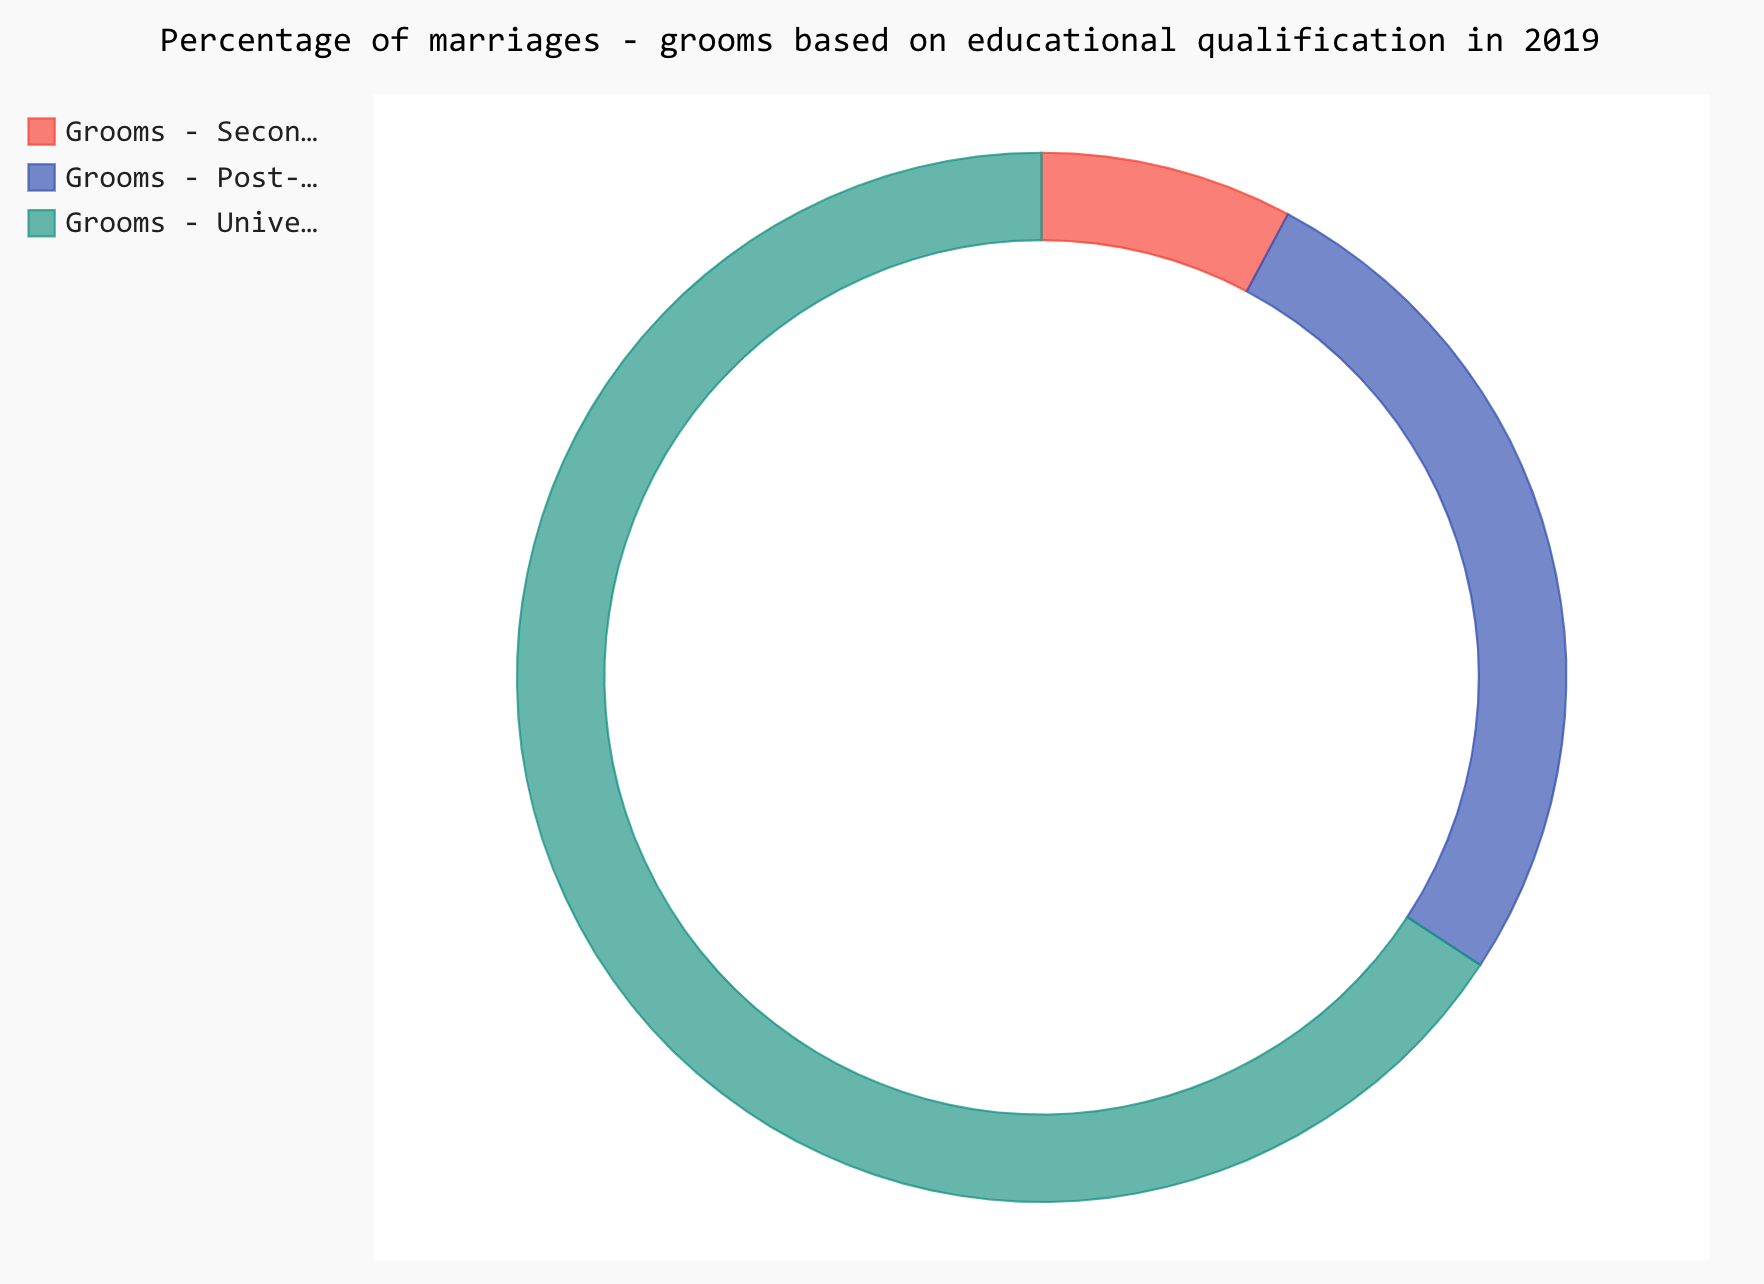 Percentage of marriages - grooms based on educational qualification in 2019
Grooms - Secon…
Grooms - Post-…
Grooms - Unive…